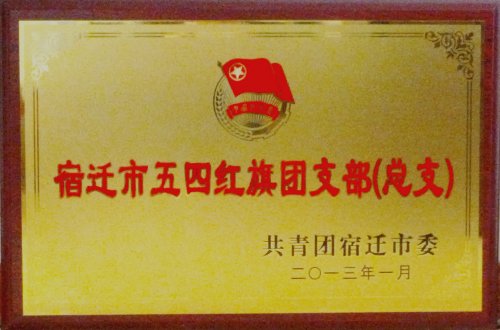 宿迁市五四红旗团支部(总支)
共青团宿迁市委
二〇一三年一月